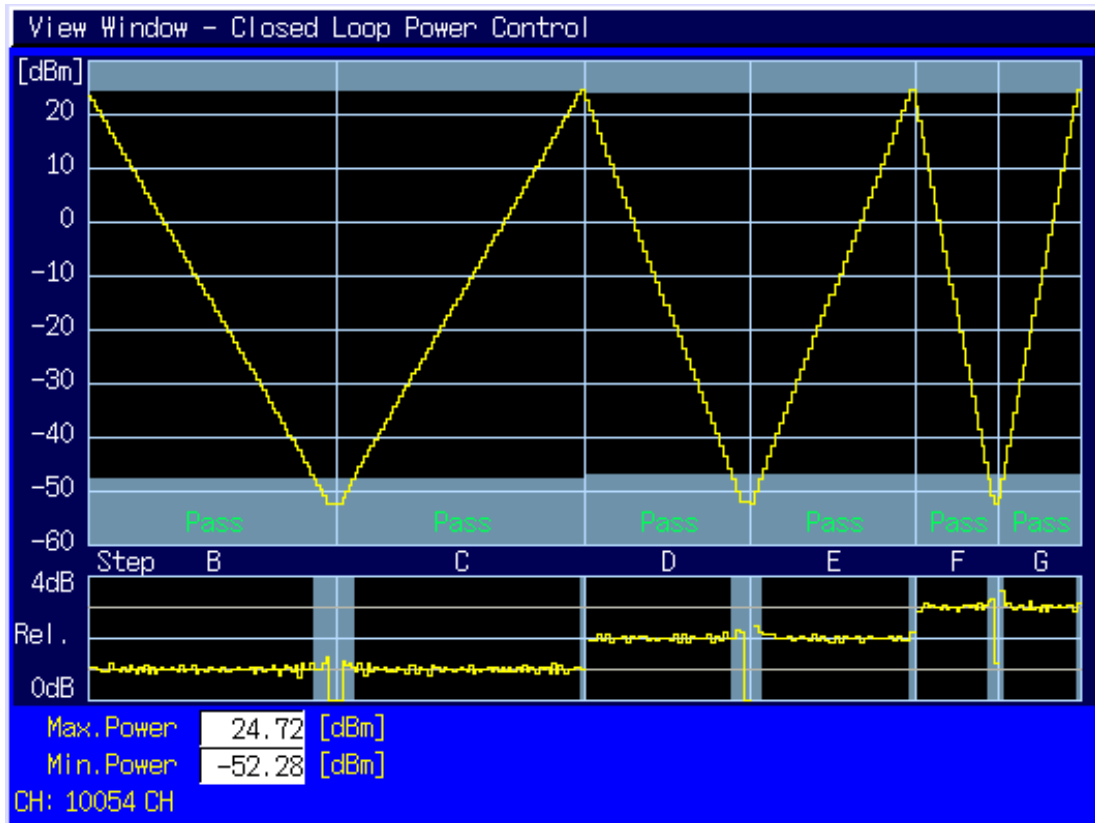 View Window - Closed Loop Power Control
[dBm]
20
10
0
-10
-20
-30
-40
-50
-60
Pass Pass Pass Pass Pass Pass
Step B C D E F G
4dB
Rel.
0dB
Max.Power 24.72 [dBm]
Min.Power -52.28 [dBm]
CH: 10054 CH